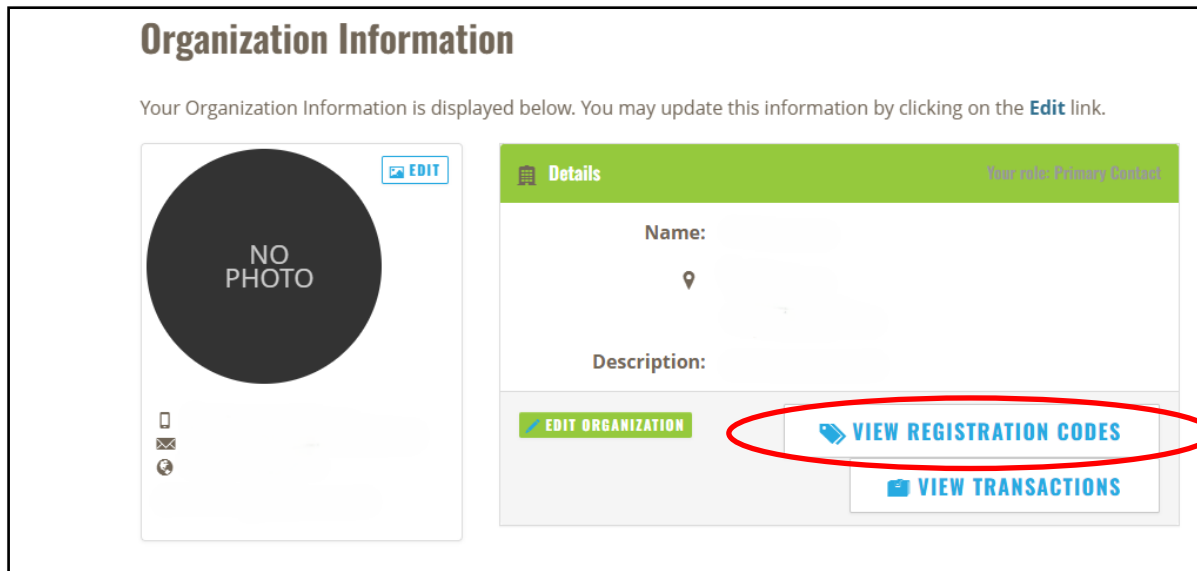 Organization Information
Your Organization Information is displayed below. You may update this information by clicking on the Edit link.
EDIT
NO
PHOTO
Details
Your role: Primary Contact
Name:
Description:
EDIT ORGANIZATION
VIEW REGISTRATION CODES
VIEW TRANSACTIONS